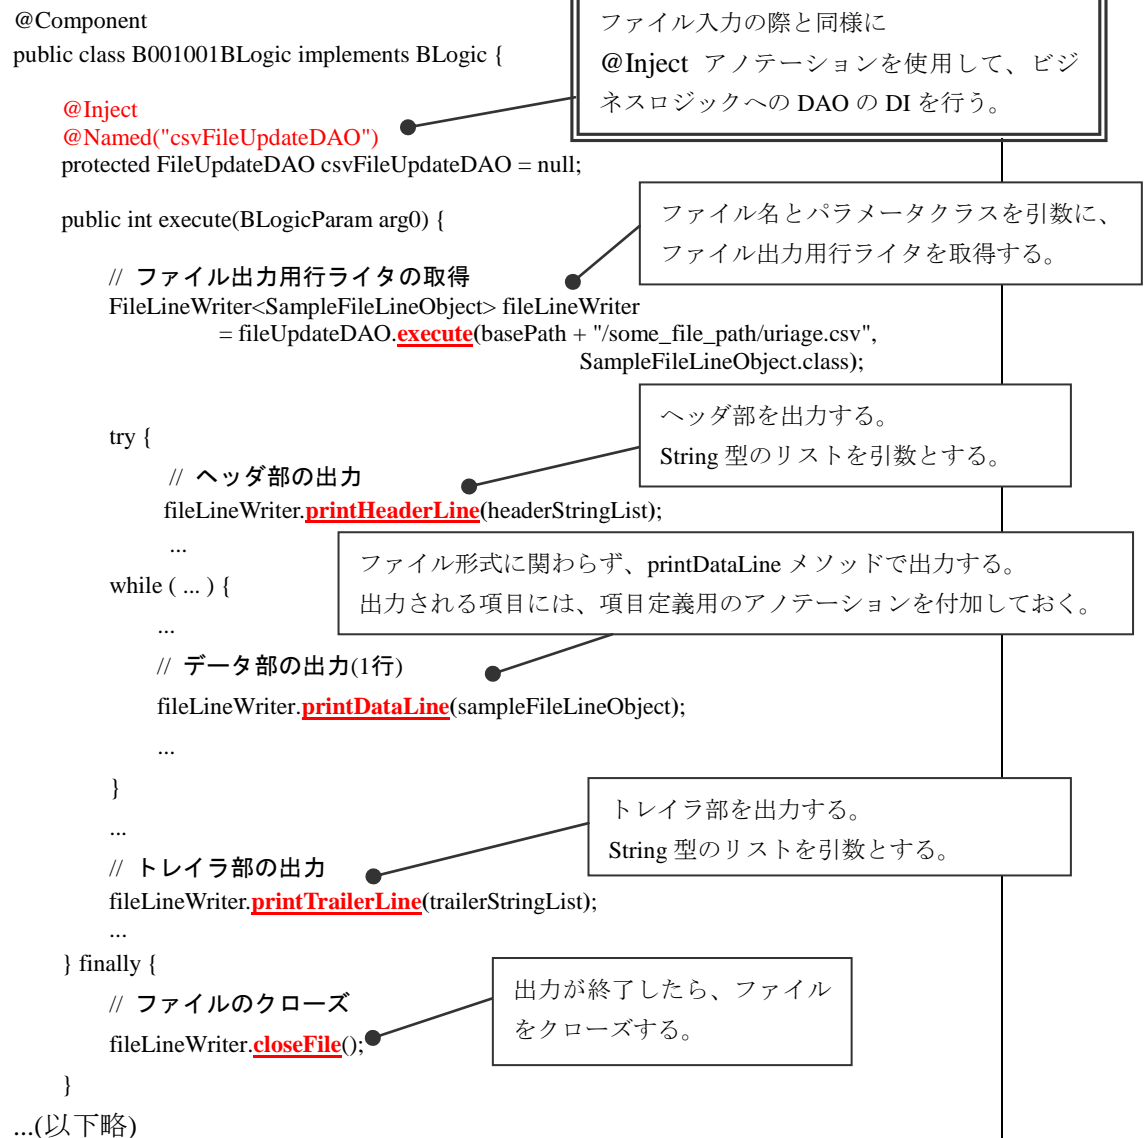 @Component
public class B001001BLogic implements BLogic {
ファイル入力の際と同様に
@Inject アノテーションを使用して、ビジ
ネスロジックへの DAO の DI を行う。
@Inject
@Named("csvFileUpdateDAO")
protected FileUpdateDAO csvFileUpdateDAO = null;
public int execute(BLogicParam arg0) {
ファイル名とパラメータクラスを引数に、
ファイル出力用行ライタを取得する。
// ファイル出力用行ライタの取得
FileLineWriter<SampleFileLineObject> fileLineWriter
= fileUpdateDAO.execute(basePath + "/some_file_path/uriage.csv",
SampleFileLineObject.class);
ヘッダ部を出力する。
String 型のリストを引数とする。
try {
// ヘッダ部の出力
fileLineWriter.printHeaderLine(headerStringList);
...
ファイル形式に関わらず、printDataLine メソッドで出力する。
出力される項目には、項目定義用のアノテーションを付加しておく。
while ( ... ) {
...
// データ部の出力(1行)
fileLineWriter.printDataLine(sampleFileLineObject);
...
}
トレイラ部を出力する。
String 型のリストを引数とする。
...
// トレイラ部の出力
fileLineWriter.printTrailerLine(trailerStringList);
...
} finally {
出力が終了したら、ファイル
をクローズする。
// ファイルのクローズ
fileLineWriter.closeFile();
}
...(以下略)